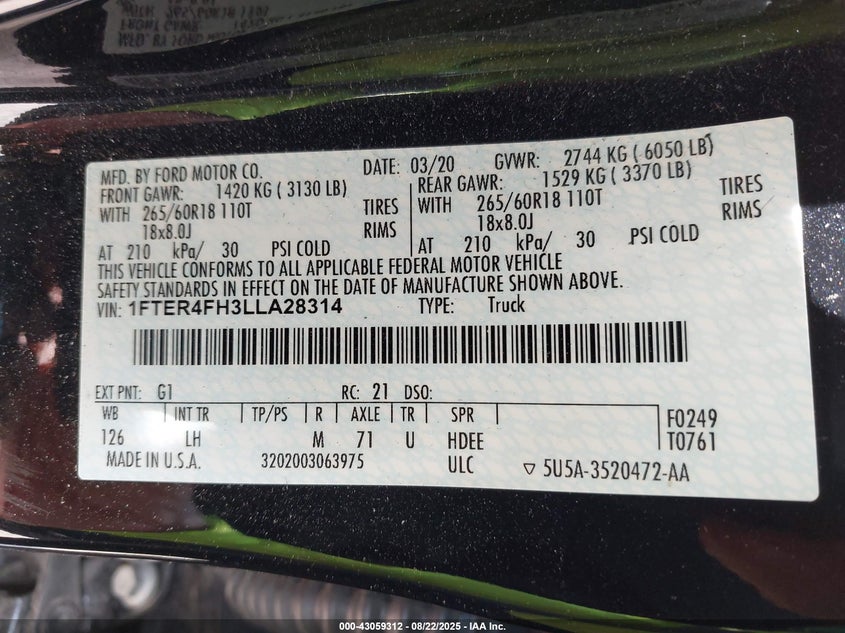 MFD. BY FORD MOTOR CO. DATE: 03/20 GVWR: 2744 KG ( 6050 LB)
FRONT GAWR: 1420 KG ( 3130 LB) REAR GAWR: 1529 KG ( 3370 LB)
WITH 265/60R18 110T TIRES WITH 265/60R18 110T TIRES
18x8.0J RIMS 18x8.0J RIMS
AT 210 kPa/ 30 PSI COLD AT 210 kPa/ 30 PSI COLD
THIS VEHICLE CONFORMS TO ALL APPLICABLE FEDERAL MOTOR VEHICLE
SAFETY STANDARDS IN EFFECT ON THE DATE OF MANUFACTURE SHOWN ABOVE.
VIN: 1FTER4FH3LLA28314 TYPE: Truck
EXT PNT: G1 RC: 21 DSO:
WB INT TR TP/PS R AXLE TR SPR F0249
126 LH M 71 U HDEE T0761
MADE IN U.S.A. 3202003063975 ULC ▽ 5U5A-3520472-AA
000-43059312 - 08/22/2025 - IAA Inc.